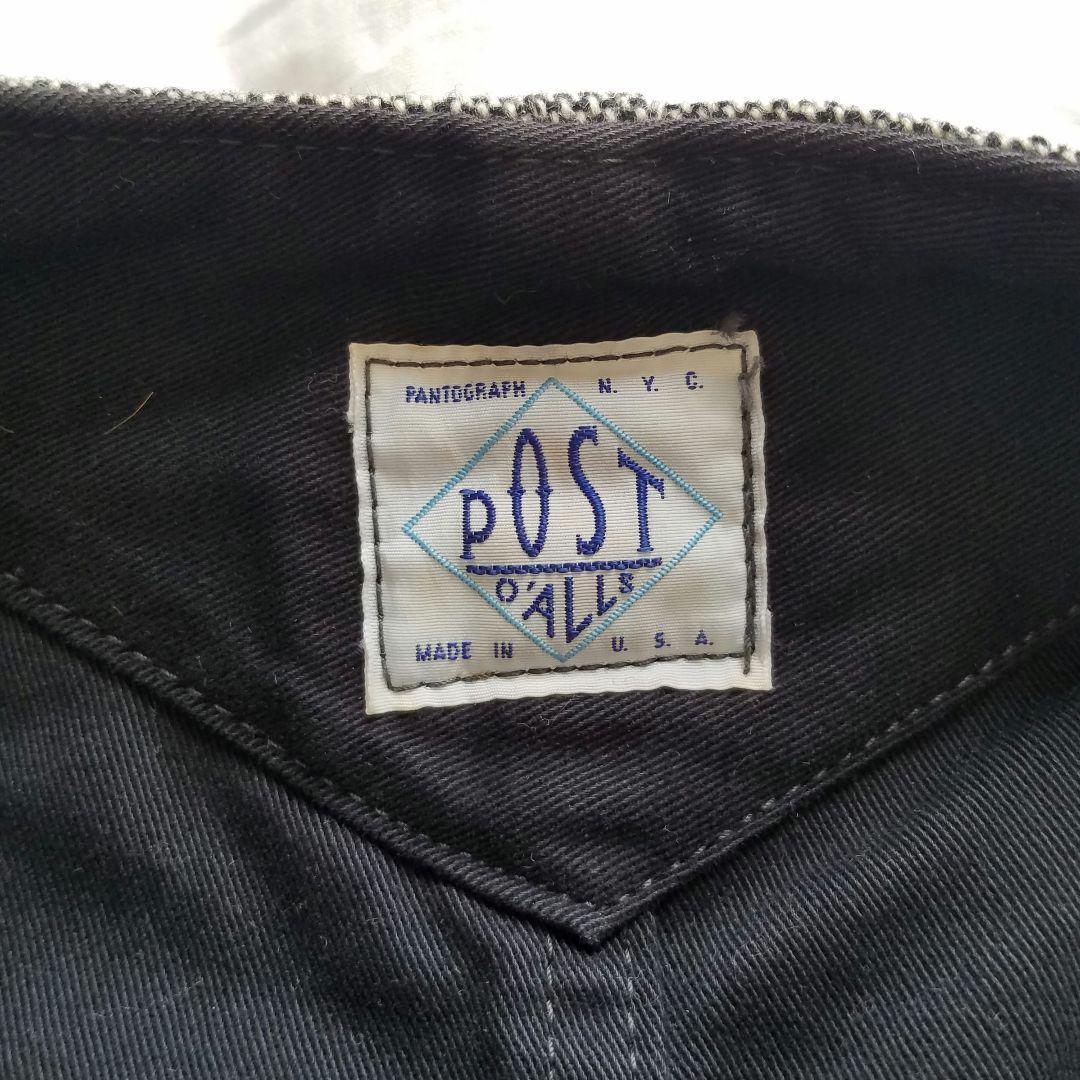 PANTOGRAPH N. Y. C.
POST
O'ALLS
MADE IN U. S. A.